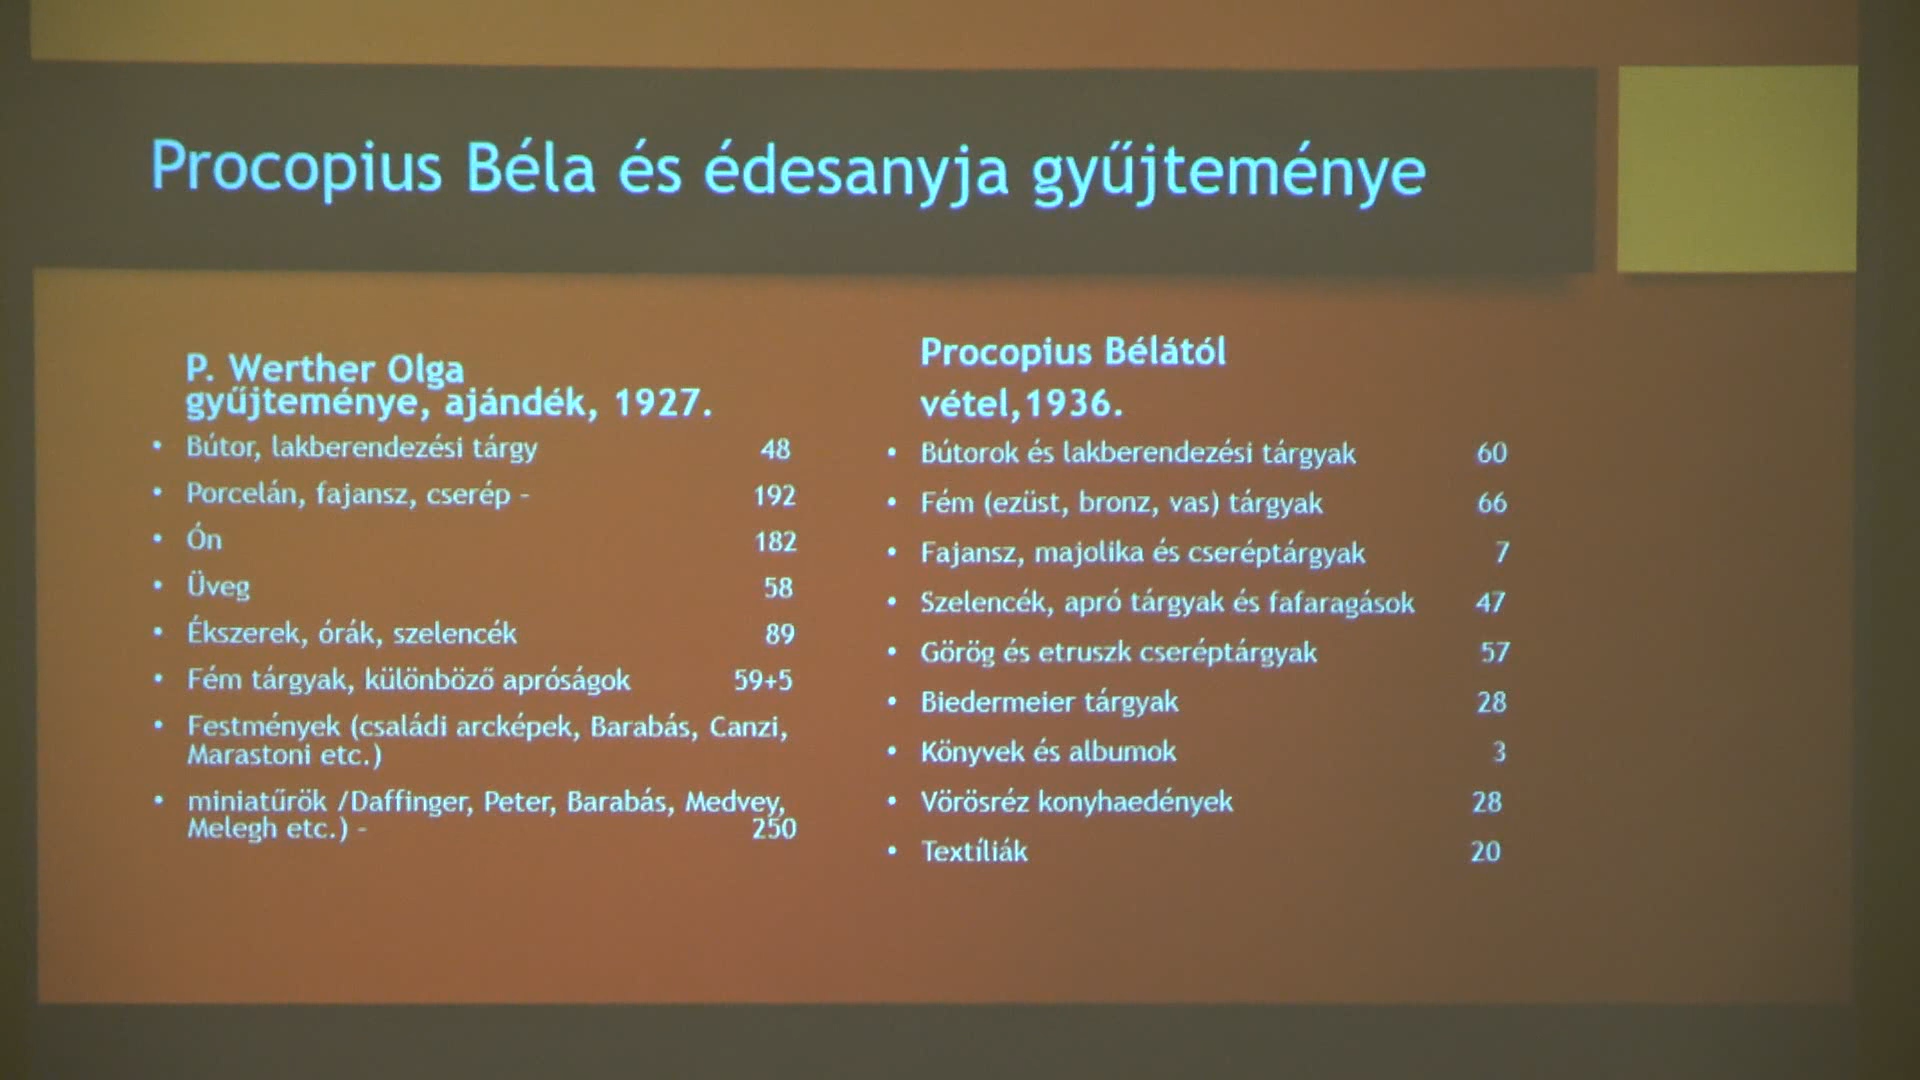 Procopius Béla és édesanyja gyűjteménye
P. Werther Olga
gyűjteménye, ajándék, 1927.
• Bútor, lakberendezési tárgy 48
• Porcelán, fajansz, cserép - 192
• Ón 182
• Üveg 58
• Ékszerek, órák, szelencék 89
• Fém tárgyak, különböző apróságok 59+5
• Festmények (családi arcképek, Barabás, Canzi,
Marastoni etc.)
• miniatűrök /Daffinger, Peter, Barabás, Medvey,
Melegh etc.) - 250
Procopius Bélától
vétel,1936.
• Bútorok és lakberendezési tárgyak 60
• Fém (ezüst, bronz, vas) tárgyak 66
• Fajansz, majolika és cseréptárgyak 7
• Szelencék, apró tárgyak és fafaragások 47
• Görög és etruszk cseréptárgyak 57
• Biedermeier tárgyak 28
• Könyvek és albumok 3
• Vörösréz konyhaedények 28
• Textíliák 20